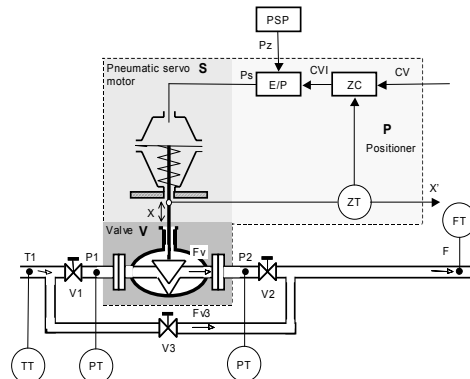 PSP
Pz
Pneumatic servo S
motor
Ps
E/P
CVI
ZC
CV
P
Positioner
X
ZT
X'
FT
Valve V
Fv
F
T1
P1
P2
V1
V2
Fv3
V3
TT
PT
PT